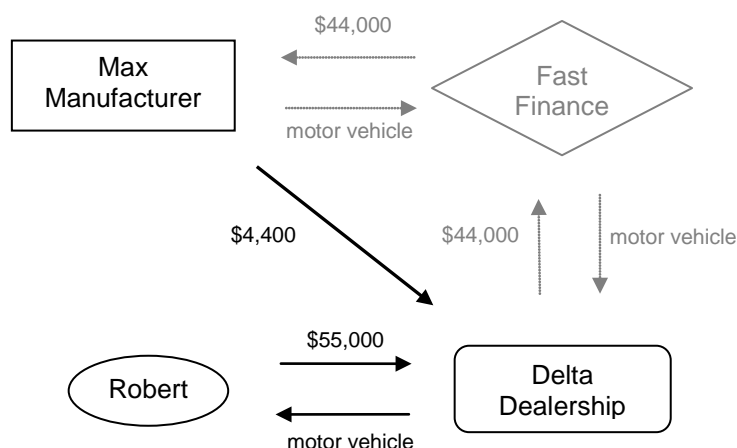 $44,000
Max
Manufacturer
Fast
Finance
motor vehicle
$4,400
$44,000
motor vehicle
$55,000
Robert
Delta
Dealership
motor vehicle